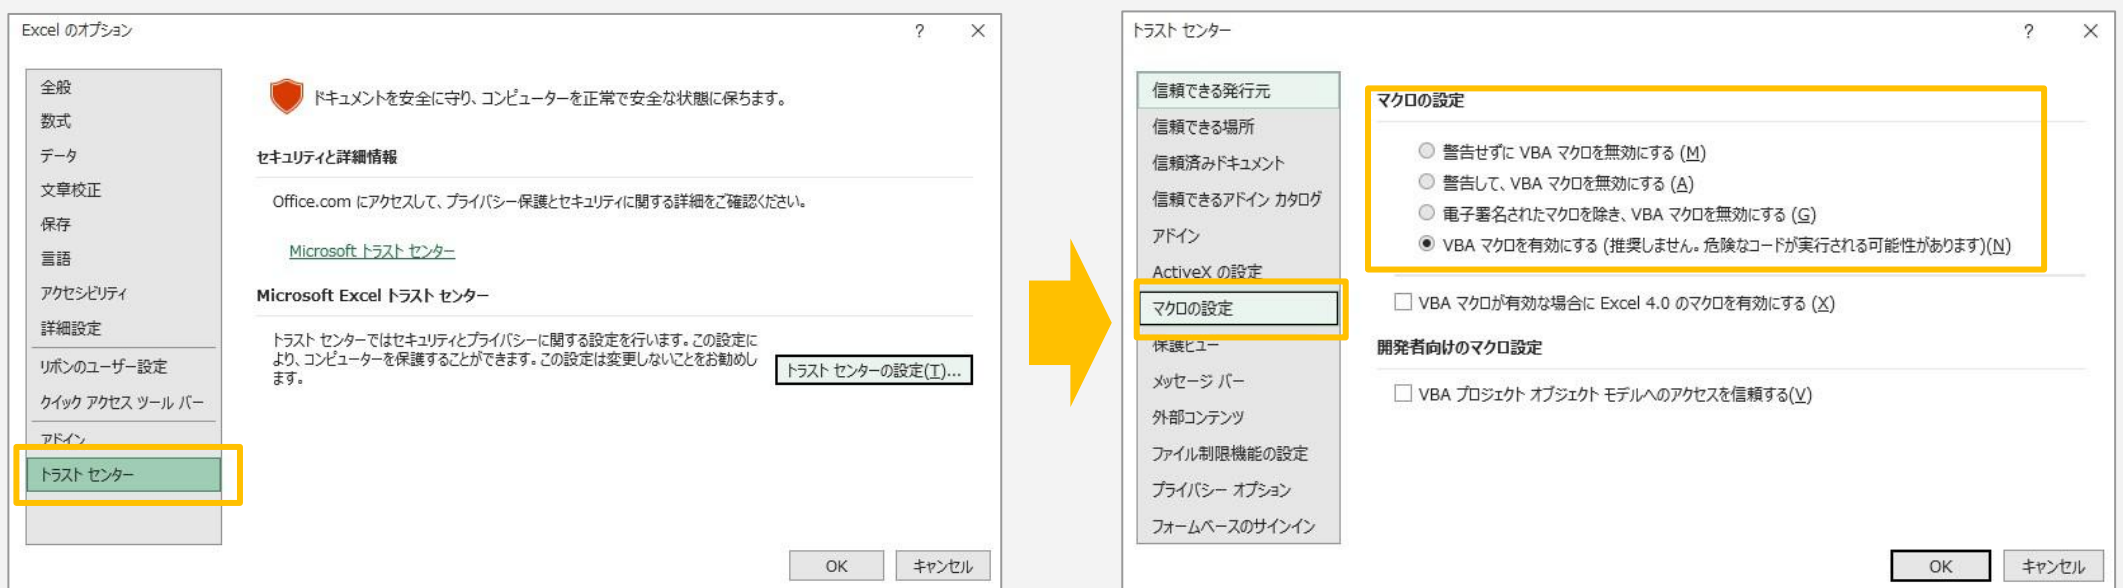 Excel のオプション
? ×
全般
数式
データ
文章校正
保存
言語
アクセシビリティ
詳細設定
リボンのユーザー設定
クイック アクセス ツール バー
アドイン
トラスト センター
ドキュメントを安全に守り、コンピューターを正常で安全な状態に保ちます。
セキュリティと詳細情報
Office.com にアクセスして、プライバシー保護とセキュリティに関する詳細をご確認ください。
Microsoft トラスト センター
Microsoft Excel トラスト センター
トラスト センターではセキュリティとプライバシーに関する設定を行います。この設定に
より、コンピューターを保護することができます。この設定は変更しないことをお勧めし
ます。
トラスト センターの設定(T)...
OK
キャンセル
トラスト センター
? ×
信頼できる発行元
信頼できる場所
信頼済みドキュメント
信頼できるアドイン カタログ
アドイン
ActiveX の設定
マクロの設定
保護ビュー
メッセージ バー
外部コンテンツ
ファイル制限機能の設定
プライバシー オプション
フォームベースのサインイン
マクロの設定
警告せずに VBA マクロを無効にする (M)
警告して、VBA マクロを無効にする (A)
電子署名されたマクロを除き、VBA マクロを無効にする (G)
VBA マクロを有効にする (推奨しません。危険なコードが実行される可能性があります)(N)
VBA マクロが有効な場合に Excel 4.0 のマクロを有効にする (X)
開発者向けのマクロ設定
VBA プロジェクト オブジェクト モデルへのアクセスを信頼する(V)
OK
キャンセル